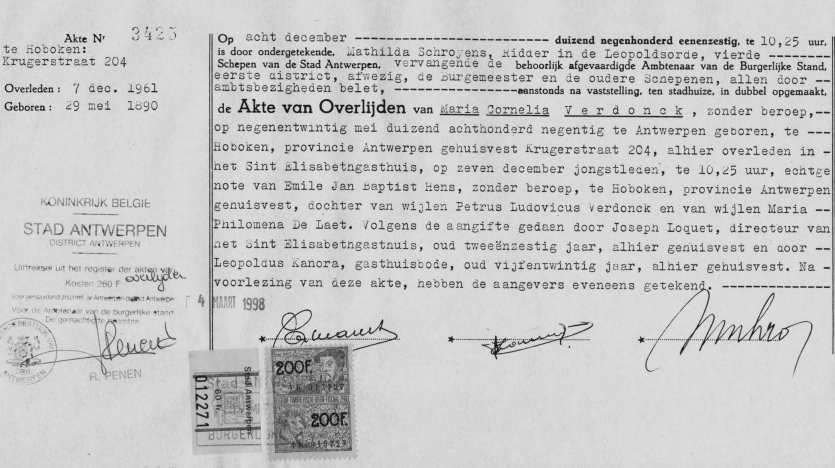 Akte Nr 3425
te Hoboken:
Krugerstraat 204
Overleden : 7 dec. 1961
Geboren : 29 mei 1890
Op acht december ---------------------- duizend negenhonderd eenenzestig, te 10,25 uur.
is door ondergetekende, Mathilda Schroyens, Ridder in de Leopoldsorde, vierde --------
Schepen van de Stad Antwerpen, vervangende de behoorlijk afgevaardigde Ambtenaar van de Burgerlijke Stand,
eerste district, afwezig, de Burgemeester en de oudere Schepenen, allen door --
ambtsbezigheden belet, ----------------aanstonds na vaststelling, ten stadhuize, in dubbel opgemaakt,
de Akte van Overlijden van Maria Cornelia Verdonck , zonder beroep,--
op negenentwintig mei duizend achthonderd negentig te Antwerpen geboren, te ---
Hoboken, provincie Antwerpen gehuisvest Krugerstraat 204, alhier overleden in -
het Sint Elisabethgasthuis, op zeven december jongstleden, te 10,25 uur, echtge
note van Emile Jan Baptist Hens, zonder beroep, te Hoboken, provincie Antwerpen
gehuisvest, dochter van wijlen Petrus Ludovicus Verdonck en van wijlen Maria --
Philomena De Laet. Volgens de aangifte gedaan door Joseph Loquet, directeur van
het Sint Elisabethgasthuis, oud tweeënzestig jaar, alhier gehuisvest en door --
Leopoldus Kanora, gasthuisbode, oud vijfentwintig jaar, alhier gehuisvest. Na -
voorlezing van deze akte, hebben de aangevers eveneens getekend. -----------
KONINKRIJK BELGIE
STAD ANTWERPEN
DISTRICT ANTWERPEN
Uittreksel uit het register der akten van
overlijden
Kosten 260 F
Voor eensluidend afschrift, te Antwerpen
Voor de Ambtenaar van de burgerlijke stand
De gemachtigde beambte
R. PENEN
ANTWERPEN
4 MAART 1998
012271
Stad Antwerpen
60 fr.
200F.
200F.